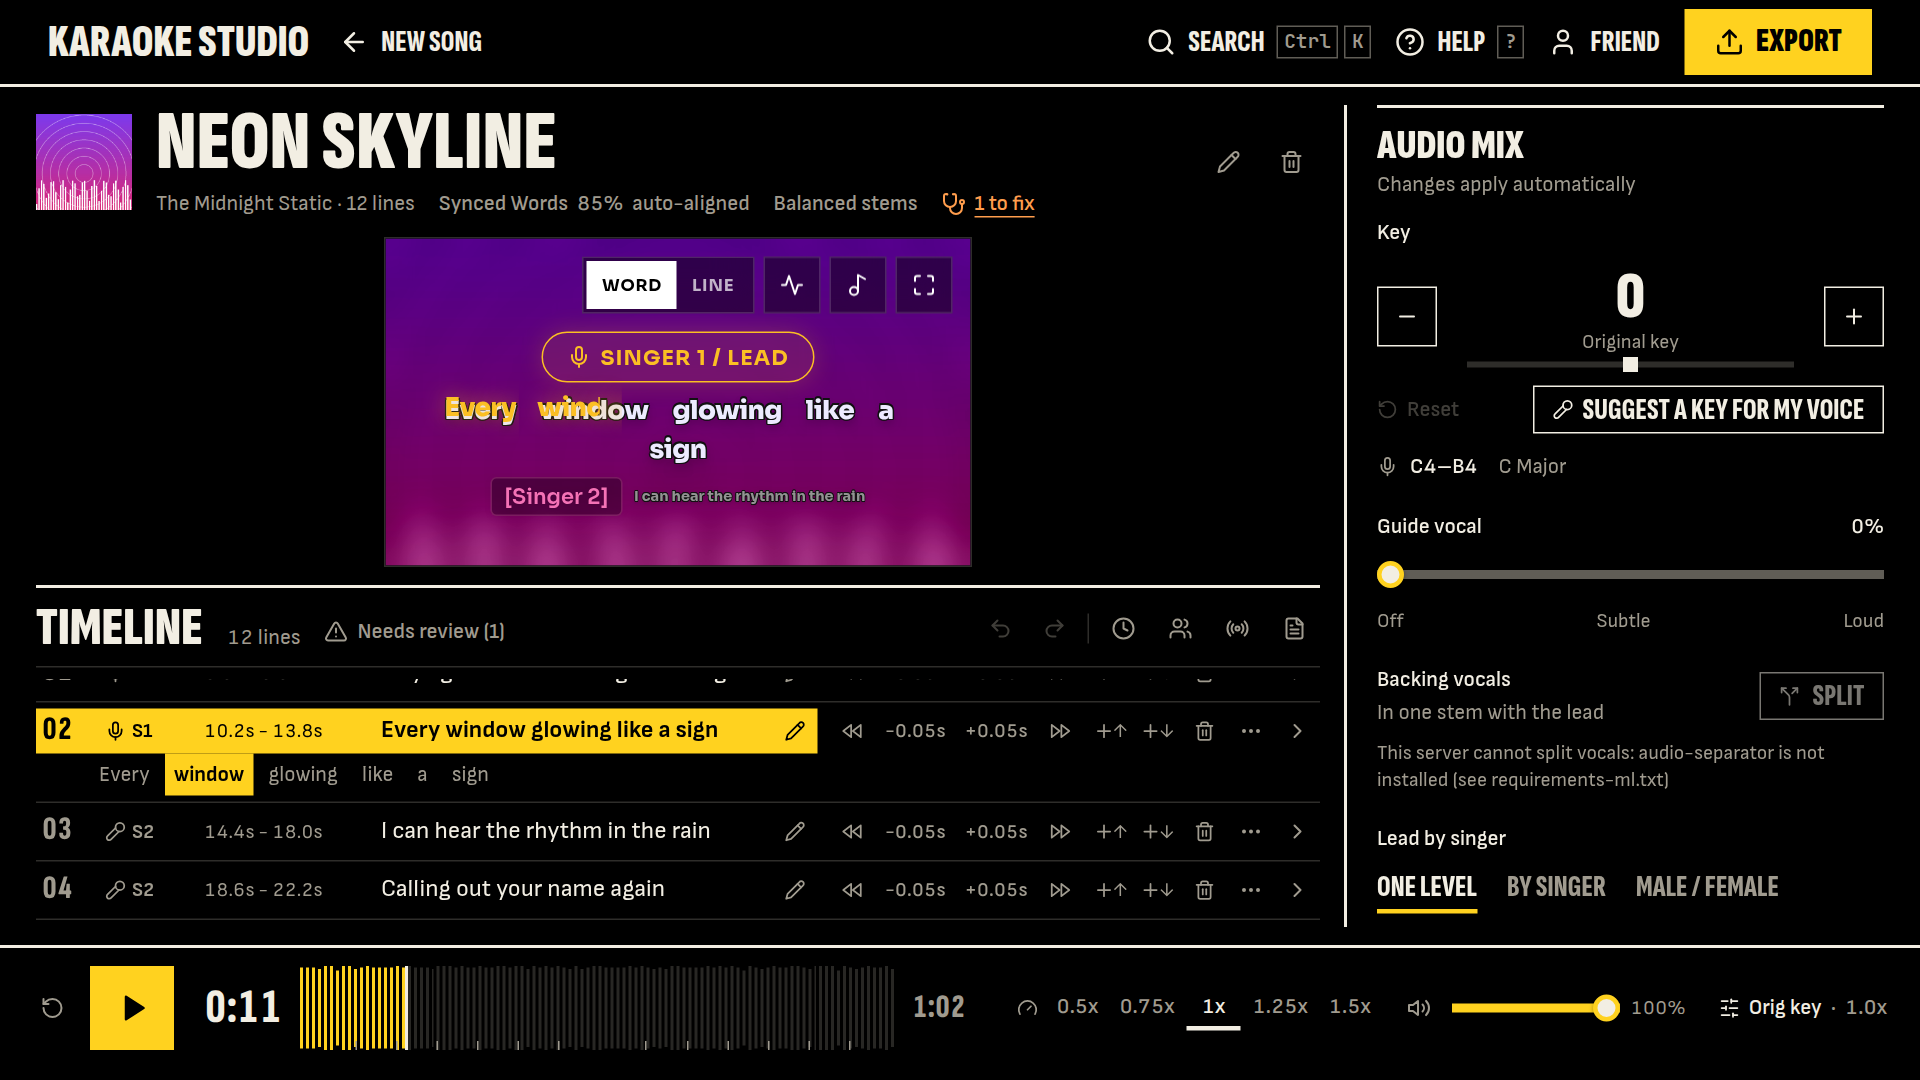 KARAOKE STUDIO
NEW SONG
SEARCH Ctrl K
HELP ?
FRIEND
EXPORT
NEON SKYLINE
The Midnight Static · 12 lines Synced Words 85% auto-aligned Balanced stems 1 to fix
WORD LINE
SINGER 1 / LEAD
Every window glowing like a
sign
[Singer 2] I can hear the rhythm in the rain
TIMELINE 12 lines Needs review (1)
02 S1 10.2s - 13.8s Every window glowing like a sign -0.05s +0.05s
Every window glowing like a sign
03 S2 14.4s - 18.0s I can hear the rhythm in the rain -0.05s +0.05s
04 S2 18.6s - 22.2s Calling out your name again -0.05s +0.05s
AUDIO MIX
Changes apply automatically
Key
− 0 +
Original key
Reset SUGGEST A KEY FOR MY VOICE
C4–B4 C Major
Guide vocal 0%
Off Subtle Loud
Backing vocals
In one stem with the lead
SPLIT
This server cannot split vocals: audio-separator is not
installed (see requirements-ml.txt)
Lead by singer
ONE LEVEL BY SINGER MALE / FEMALE
0:11 1:02 0.5x 0.75x 1x 1.25x 1.5x 100% Orig key · 1.0x